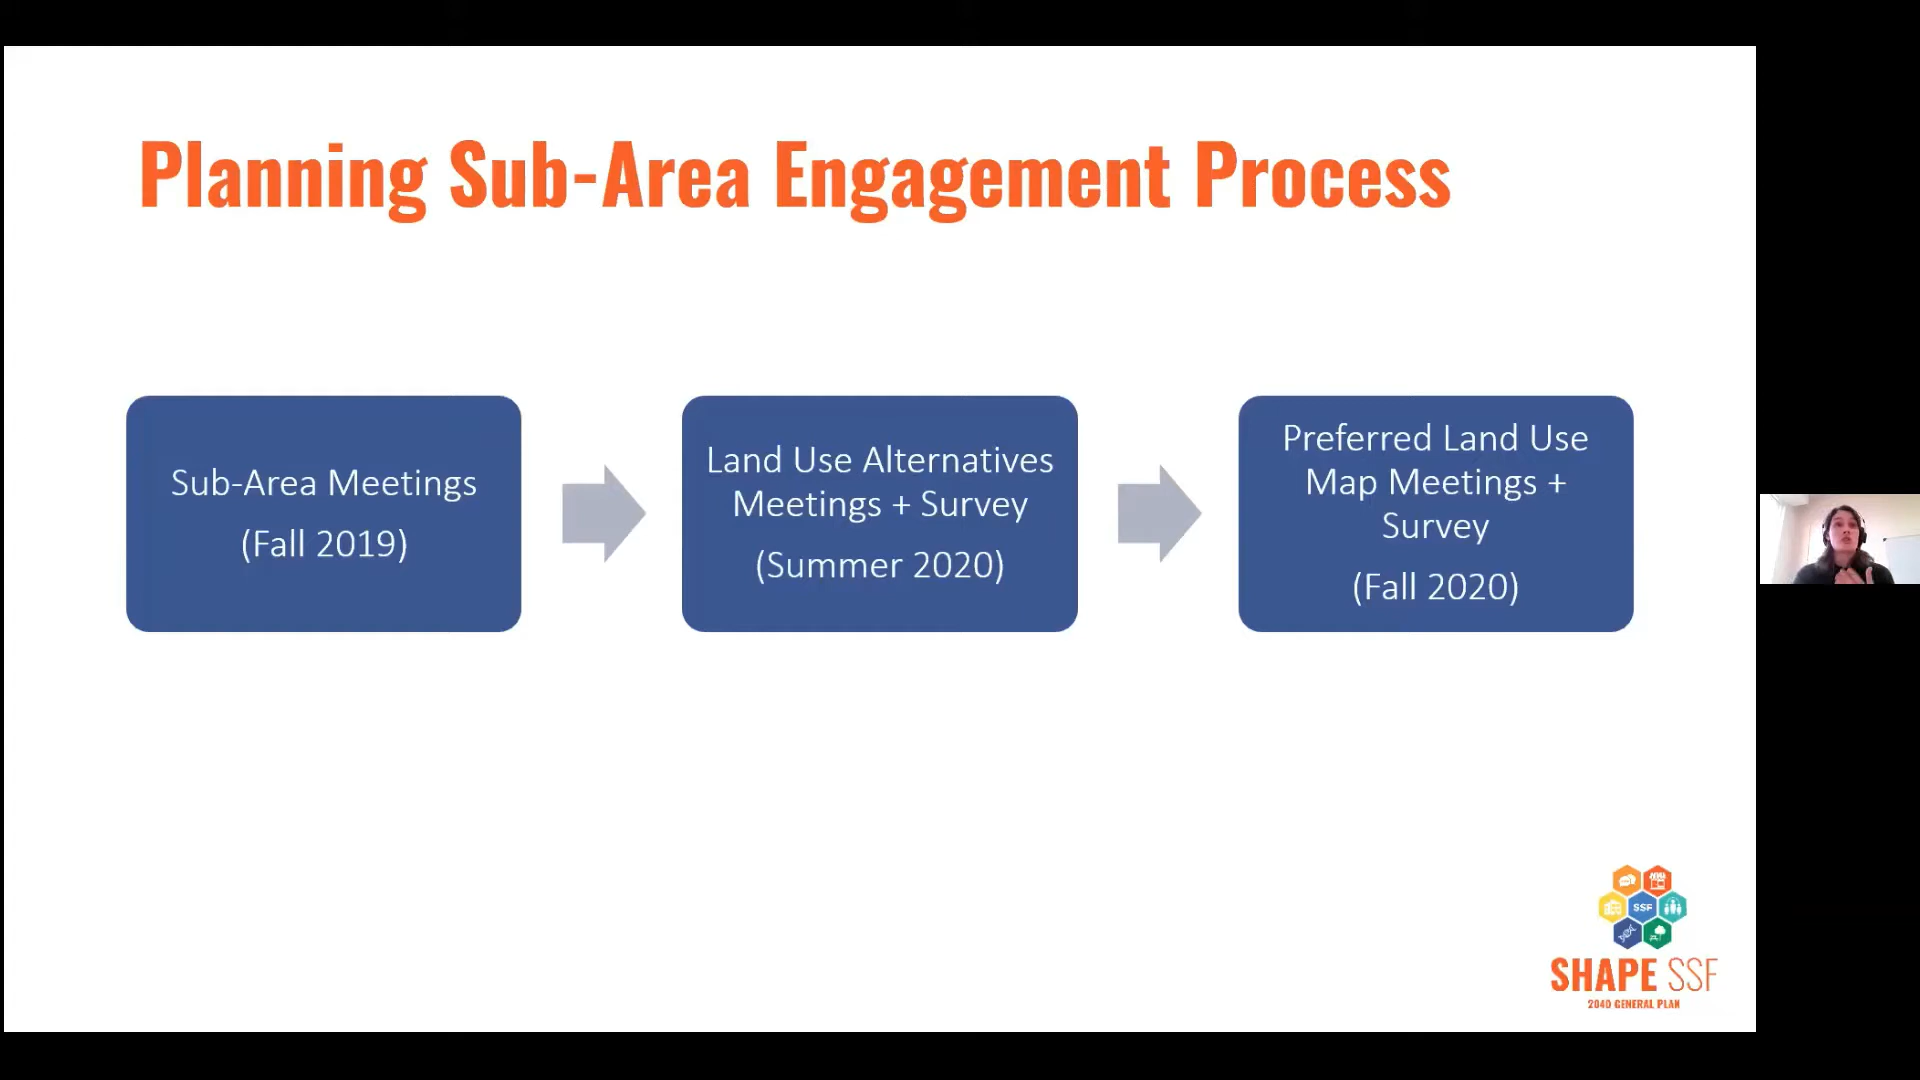 Planning Sub-Area Engagement Process
Sub-Area Meetings
(Fall 2019)
Land Use Alternatives
Meetings + Survey
(Summer 2020)
Preferred Land Use
Map Meetings +
Survey
(Fall 2020)
SSF
SHAPE SSF
2040 GENERAL PLAN